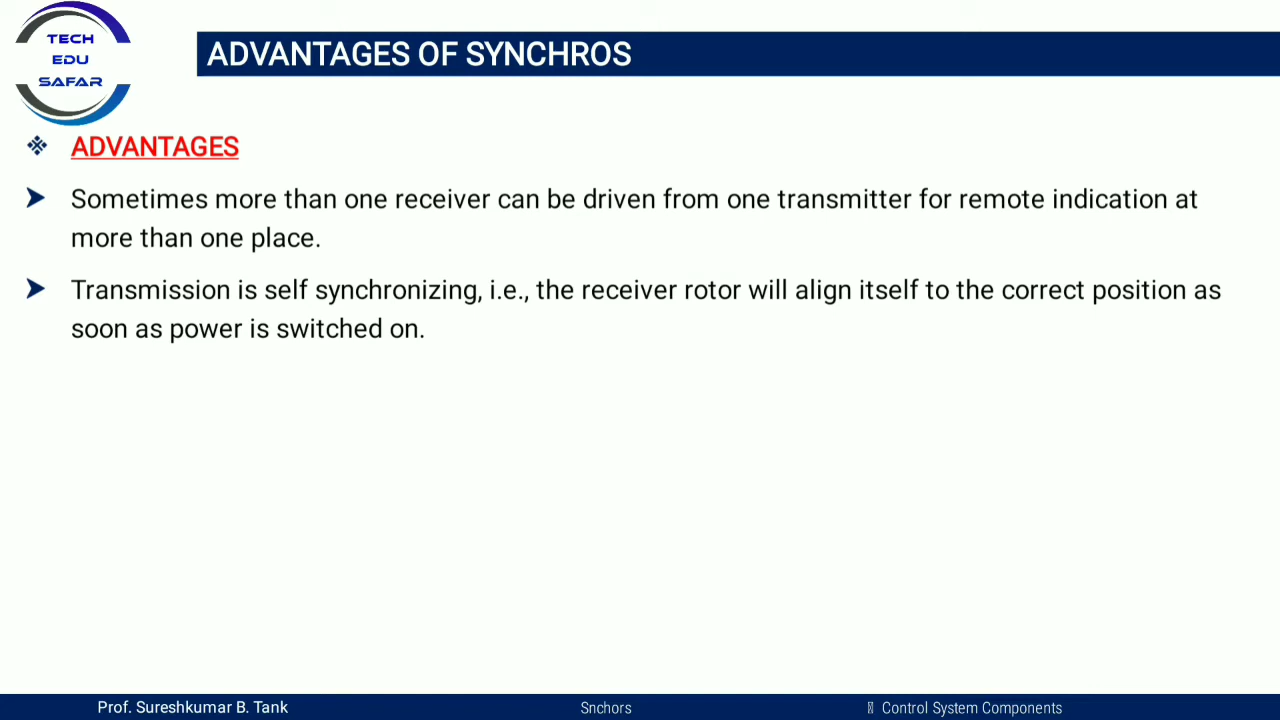 TECH
EDU
SAFAR
ADVANTAGES OF SYNCHROS
ADVANTAGES
Sometimes more than one receiver can be driven from one transmitter for remote indication at
more than one place.
Transmission is self synchronizing, i.e., the receiver rotor will align itself to the correct position as
soon as power is switched on.
Prof. Sureshkumar B. Tank
Snchors
Control System Components